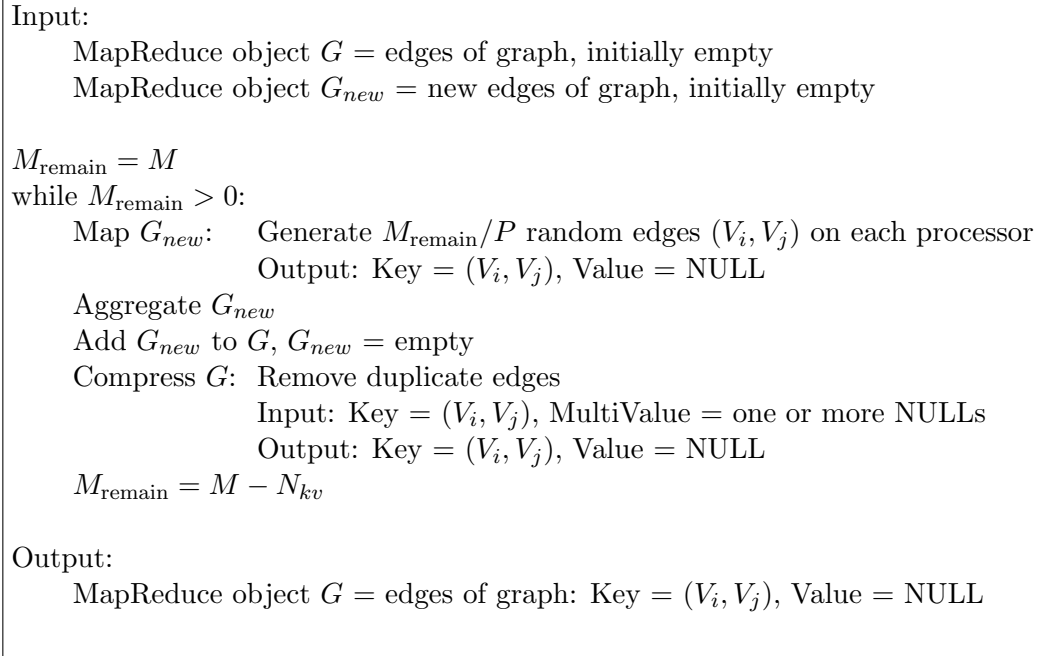 Input:
MapReduce object G = edges of graph, initially empty
MapReduce object G_new = new edges of graph, initially empty
M_remain = M
while M_remain > 0:
Map G_new: Generate M_remain/P random edges (V_i, V_j) on each processor
Output: Key = (V_i, V_j), Value = NULL
Aggregate G_new
Add G_new to G, G_new = empty
Compress G: Remove duplicate edges
Input: Key = (V_i, V_j), MultiValue = one or more NULLs
Output: Key = (V_i, V_j), Value = NULL
M_remain = M − N_kv
Output:
MapReduce object G = edges of graph: Key = (V_i, V_j), Value = NULL